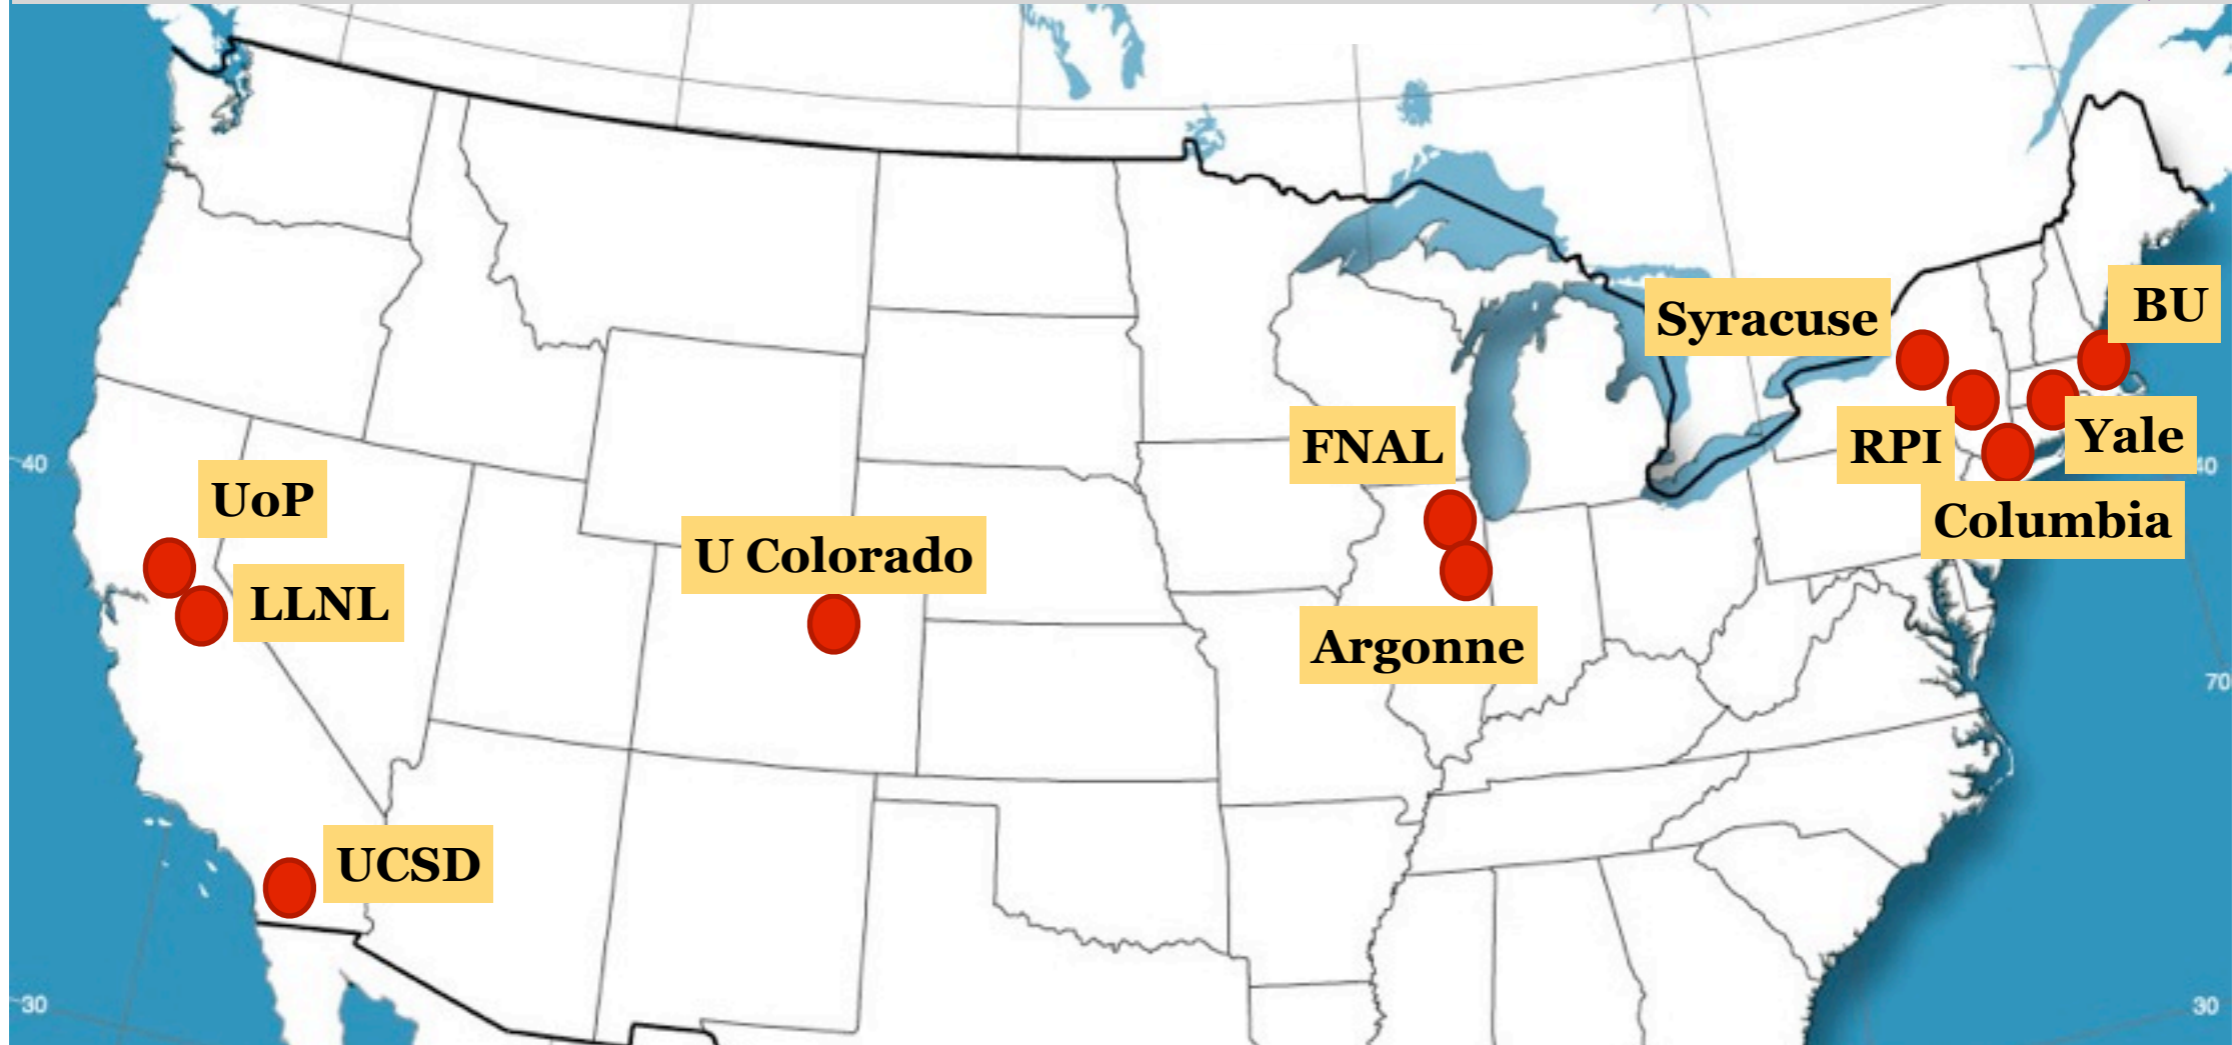 BU
Syracuse
40
FNAL
RPI
Yale
40
UoP
U Colorado
Columbia
LLNL
Argonne
70
UCSD
30
30